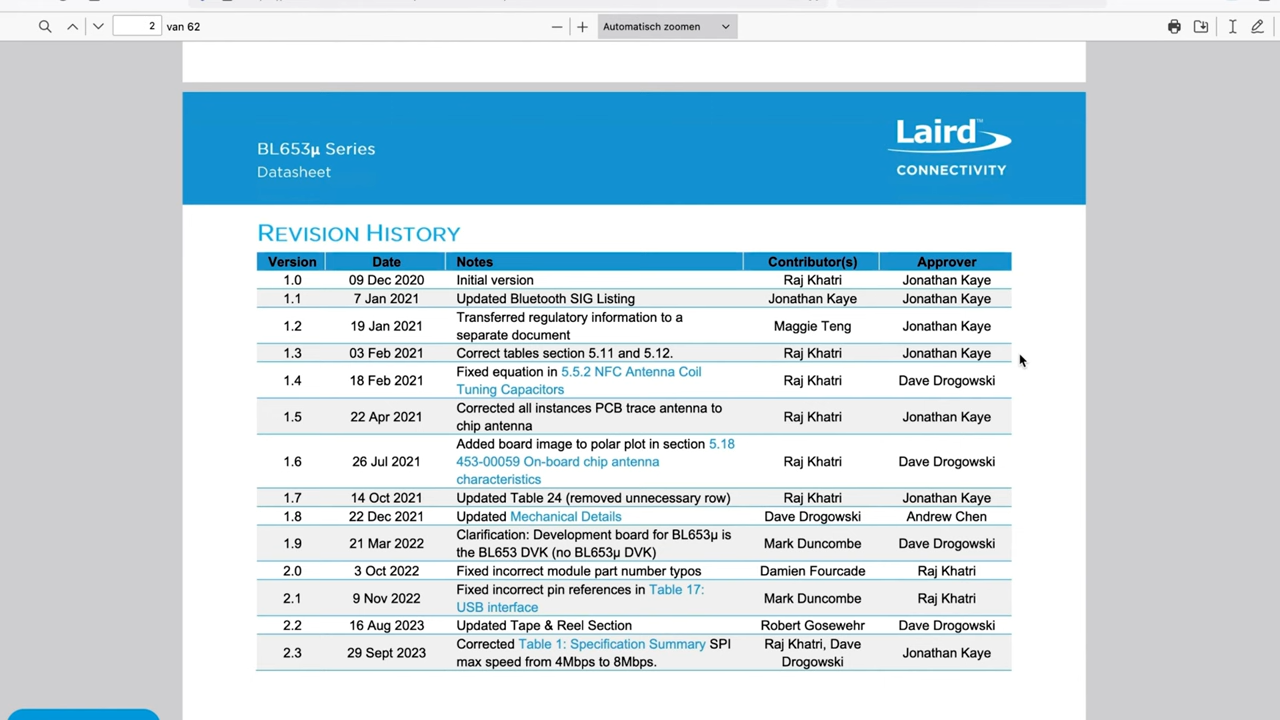 2 van 62
Automatisch zoomen
BL653µ Series
Datasheet
Laird™
CONNECTIVITY
REVISION HISTORY
Version Date Notes Contributor(s) Approver
1.0 09 Dec 2020 Initial version Raj Khatri Jonathan Kaye
1.1 7 Jan 2021 Updated Bluetooth SIG Listing Jonathan Kaye Jonathan Kaye
1.2 19 Jan 2021 Transferred regulatory information to a
separate document Maggie Teng Jonathan Kaye
1.3 03 Feb 2021 Correct tables section 5.11 and 5.12. Raj Khatri Jonathan Kaye
1.4 18 Feb 2021 Fixed equation in 5.5.2 NFC Antenna Coil
Tuning Capacitors Raj Khatri Dave Drogowski
1.5 22 Apr 2021 Corrected all instances PCB trace antenna to
chip antenna Raj Khatri Jonathan Kaye
Added board image to polar plot in section 5.18
1.6 26 Jul 2021 453-00059 On-board chip antenna Raj Khatri Dave Drogowski
characteristics
1.7 14 Oct 2021 Updated Table 24 (removed unnecessary row) Raj Khatri Jonathan Kaye
1.8 22 Dec 2021 Updated Mechanical Details Dave Drogowski Andrew Chen
1.9 21 Mar 2022 Clarification: Development board for BL653µ is
the BL653 DVK (no BL653µ DVK) Mark Duncombe Dave Drogowski
2.0 3 Oct 2022 Fixed incorrect module part number typos Damien Fourcade Raj Khatri
2.1 9 Nov 2022 Fixed incorrect pin references in Table 17:
USB interface Mark Duncombe Raj Khatri
2.2 16 Aug 2023 Updated Tape & Reel Section Robert Gosewehr Dave Drogowski
2.3 29 Sept 2023 Corrected Table 1: Specification Summary SPI
max speed from 4Mbps to 8Mbps. Raj Khatri, Dave
Drogowski Jonathan Kaye